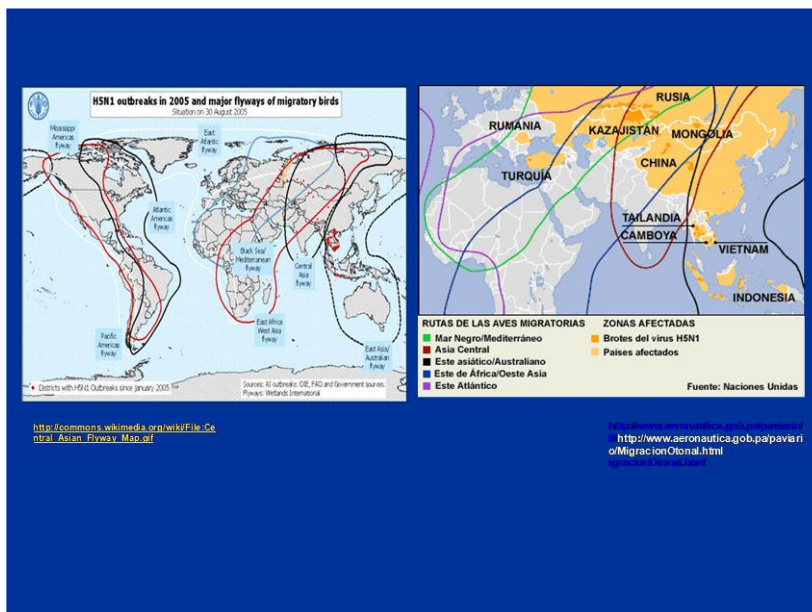 H5N1 outbreaks in 2005 and major flyways of migratory birds
Situation on 30 August 2005
Mississippi
Americas
flyway
East
Atlantic
flyway
Atlantic
Americas
flyway
Black Sea/
Mediterranean
flyway
Central
Asia
flyway
East Africa
West Asia
flyway
Pacific
Americas
flyway
East Asia/
Australian
flyway
Districts with H5N1 Outbreaks since january 2005
Sources: AI outbreaks: OIE, FAO and Government sources.
Flyways: Wetlands International
RUSIA
RUMANIA
KAZAJISTÁN
MONGOLIA
CHINA
TURQUÍA
TAILANDIA
CAMBOYA
VIETNAM
INDONESIA
RUTAS DE LAS AVES MIGRATORIAS
Mar Negro/Mediterráneo
Asia Central
Este asiático/Australiano
Este de África/Oeste Asia
Este Atlántico
ZONAS AFECTADAS
Brotes del virus H5N1
Países afectados
Fuente: Naciones Unidas
http://commons.wikimedia.org/wiki/File:Ce
ntral_Asian_Flyway_Map.gif
http://www.aeronautica.gob.pa/paviari
o/MigracionOtonal.html